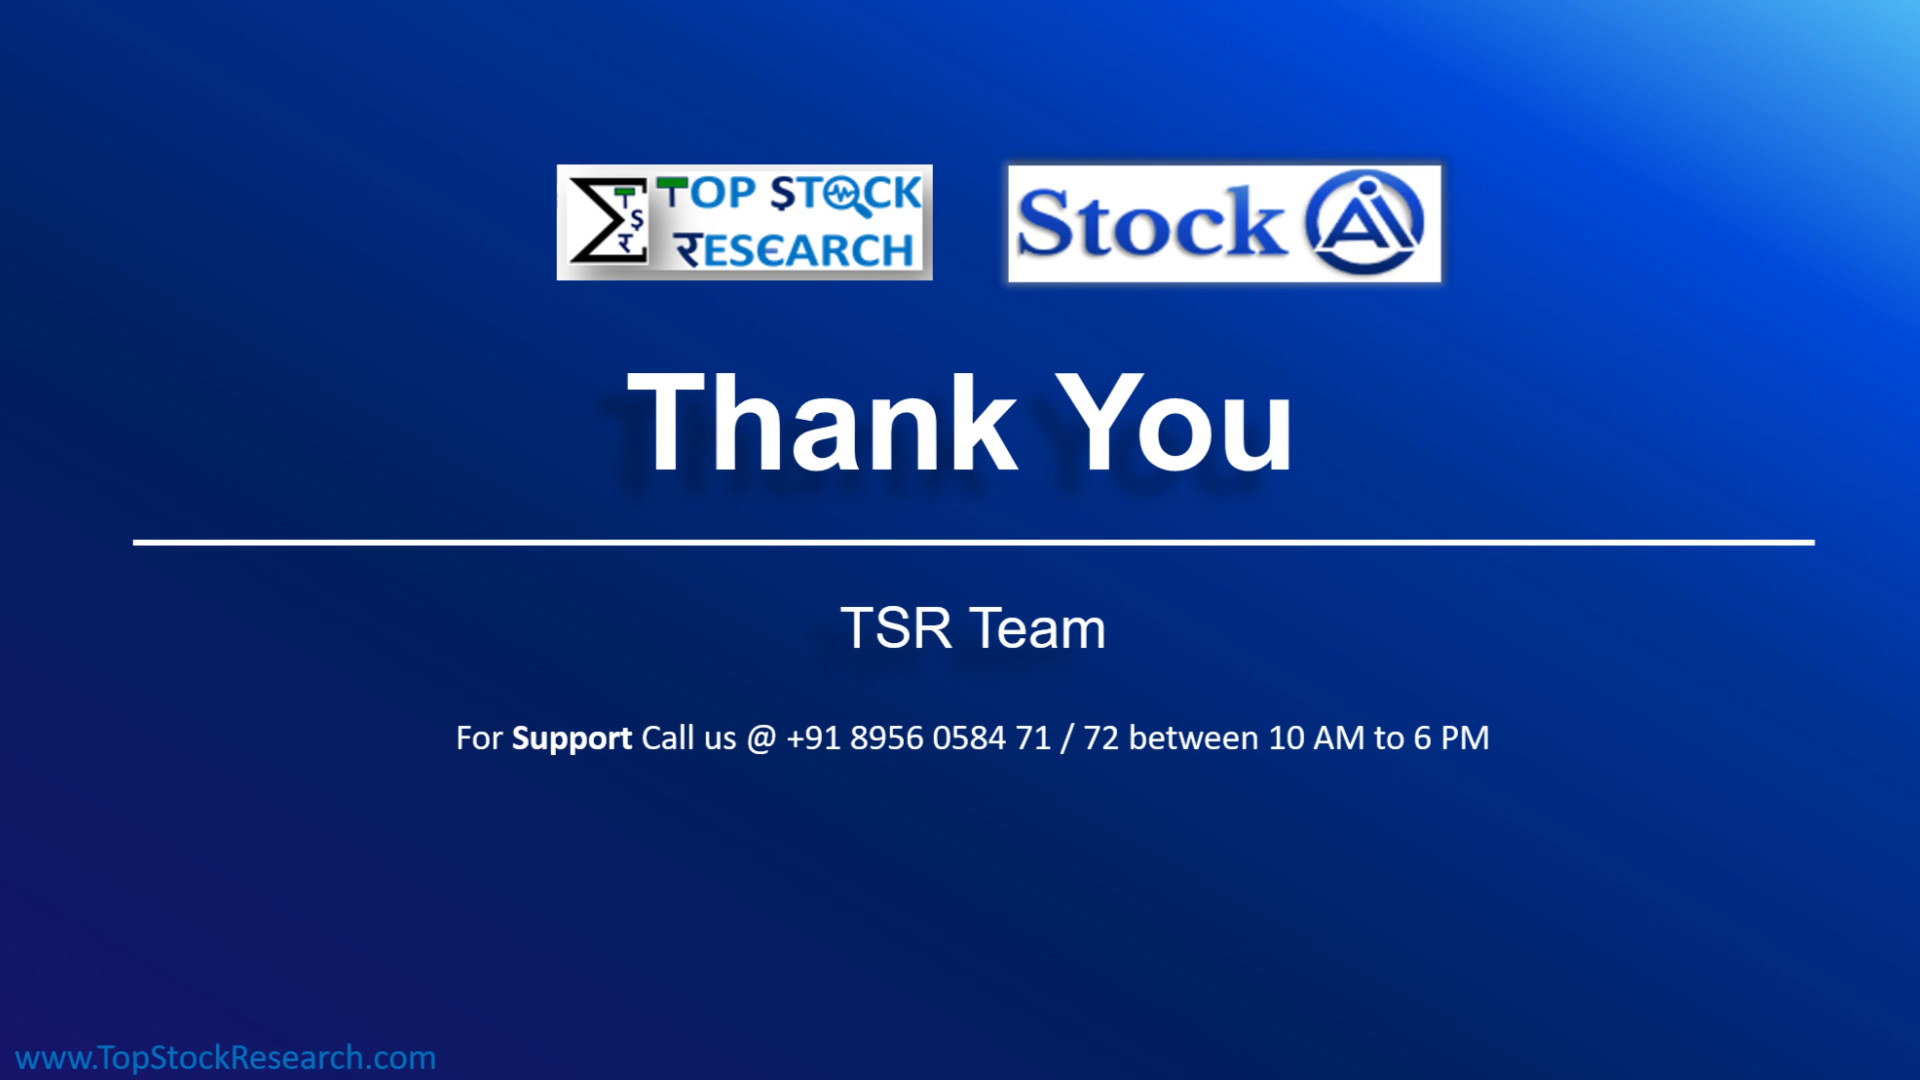 TOP STOCK
RESEARCH
Stock Ai
Thank You
TSR Team
For Support Call us @ +91 8956 0584 71 / 72 between 10 AM to 6 PM
www.TopStockResearch.com